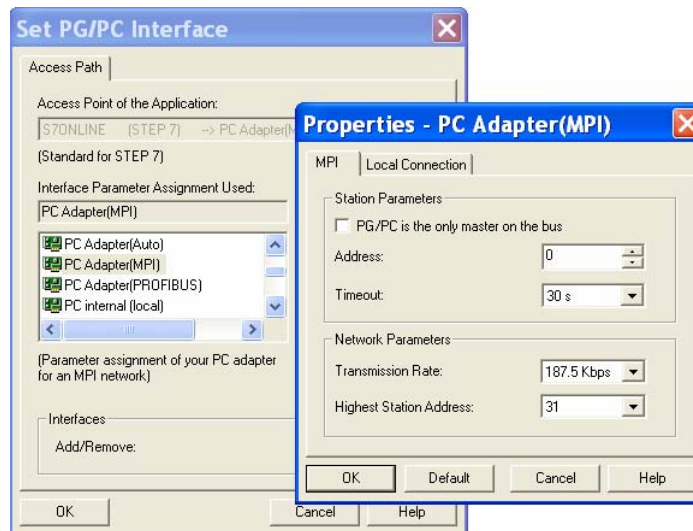 Set PG/PC Interface
Access Path
Access Point of the Application:
S7ONLINE (STEP 7) -> PC Adapter(M
(Standard for STEP 7)
Interface Parameter Assignment Used:
PC Adapter(MPI)
PC Adapter(Auto)
PC Adapter(MPI)
PC Adapter(PROFIBUS)
PC internal (local)
(Parameter assignment of your PC adapter
for an MPI network)
Interfaces
Add/Remove:
OK
Cancel
Help
Properties - PC Adapter(MPI)
MPI
Local Connection
Station Parameters
PG/PC is the only master on the bus
Address:
0
Timeout:
30 s
Network Parameters
Transmission Rate:
187.5 Kbps
Highest Station Address:
31
OK
Default
Cancel
Help